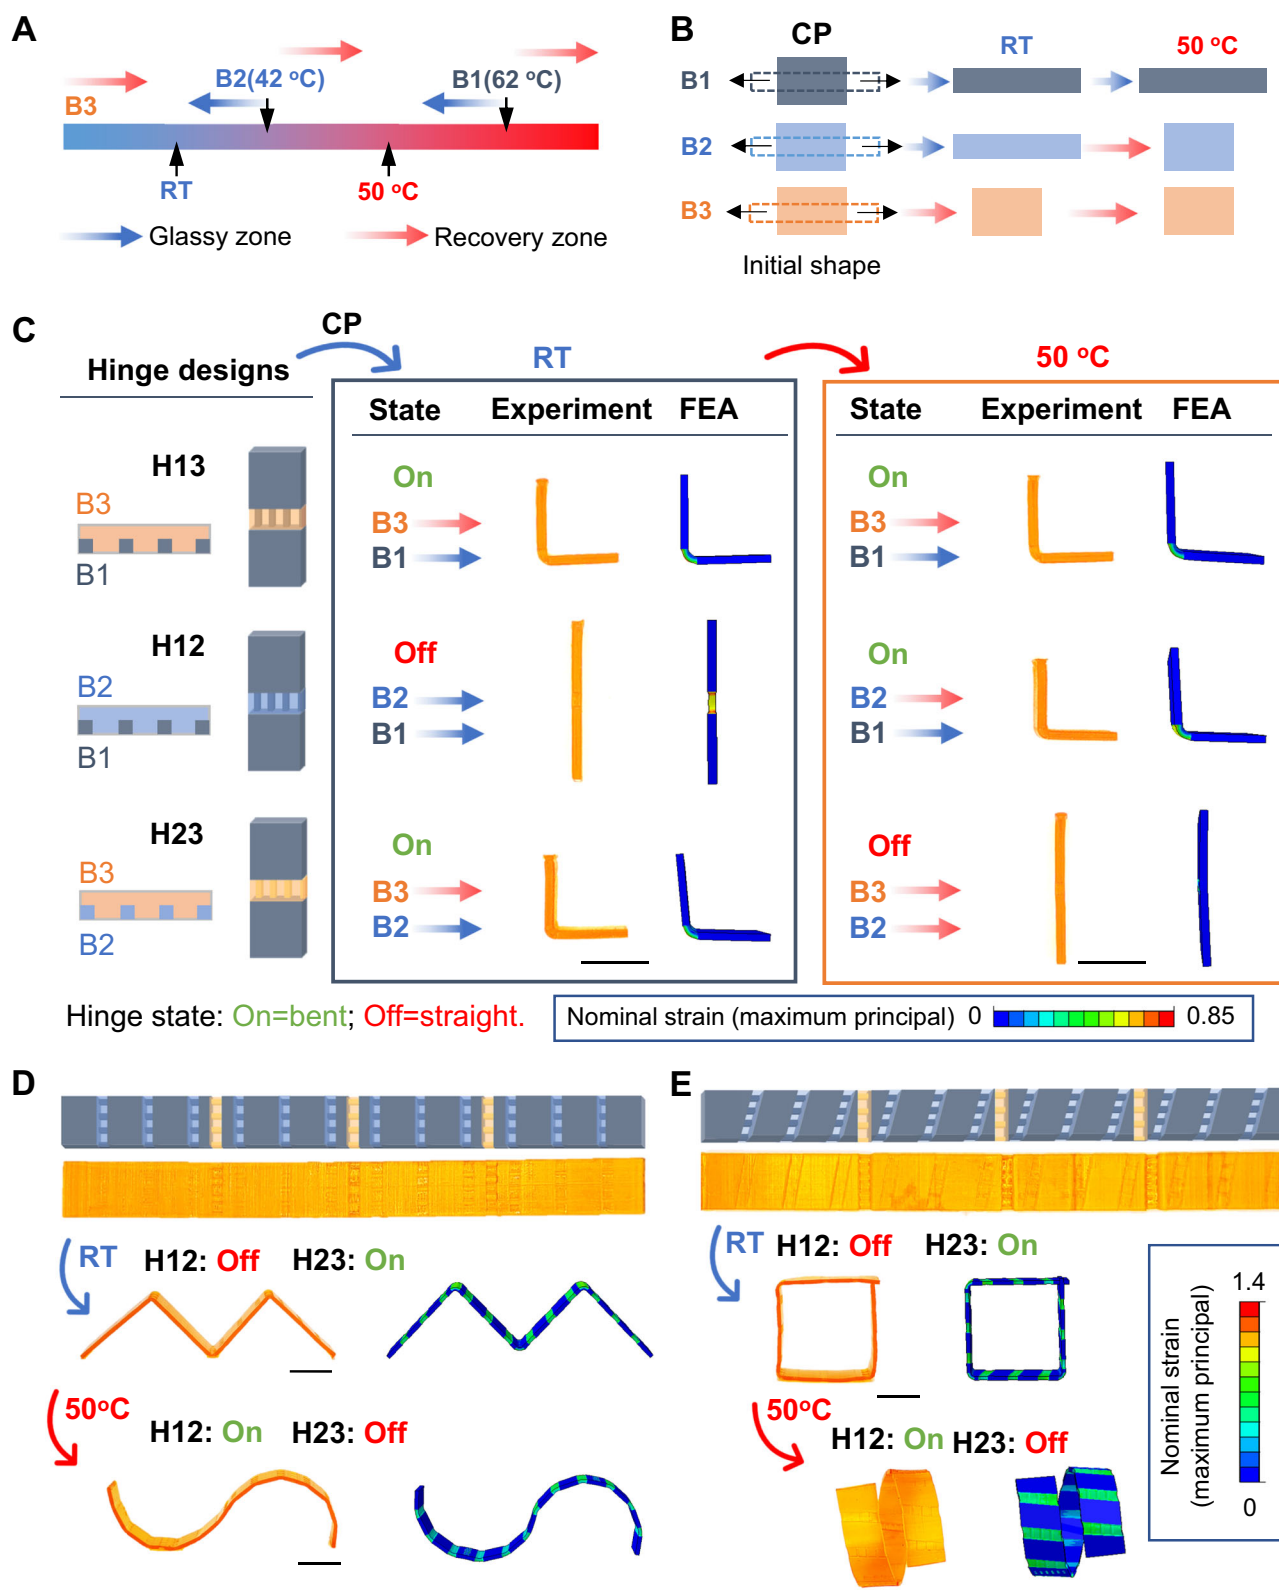 A
B2(42 °C)
B1(62 °C)
B3
RT
50 °C
Glassy zone
Recovery zone
B
CP
RT
50 °C
B1
B2
B3
Initial shape
C
CP
Hinge designs
RT
50 °C
State Experiment FEA
State Experiment FEA
H13
B3
B1
On
B3
B1
On
B3
B1
H12
B2
B1
Off
B2
B1
On
B2
B1
H23
B3
B2
On
B3
B2
Off
B3
B2
Hinge state: On=bent; Off=straight.
Nominal strain (maximum principal) 0 0.85
D
RT
H12: Off H23: On
50°C
H12: On H23: Off
E
RT
H12: Off H23: On
50°C
H12: On H23: Off
Nominal strain
(maximum principal)
1.4
0